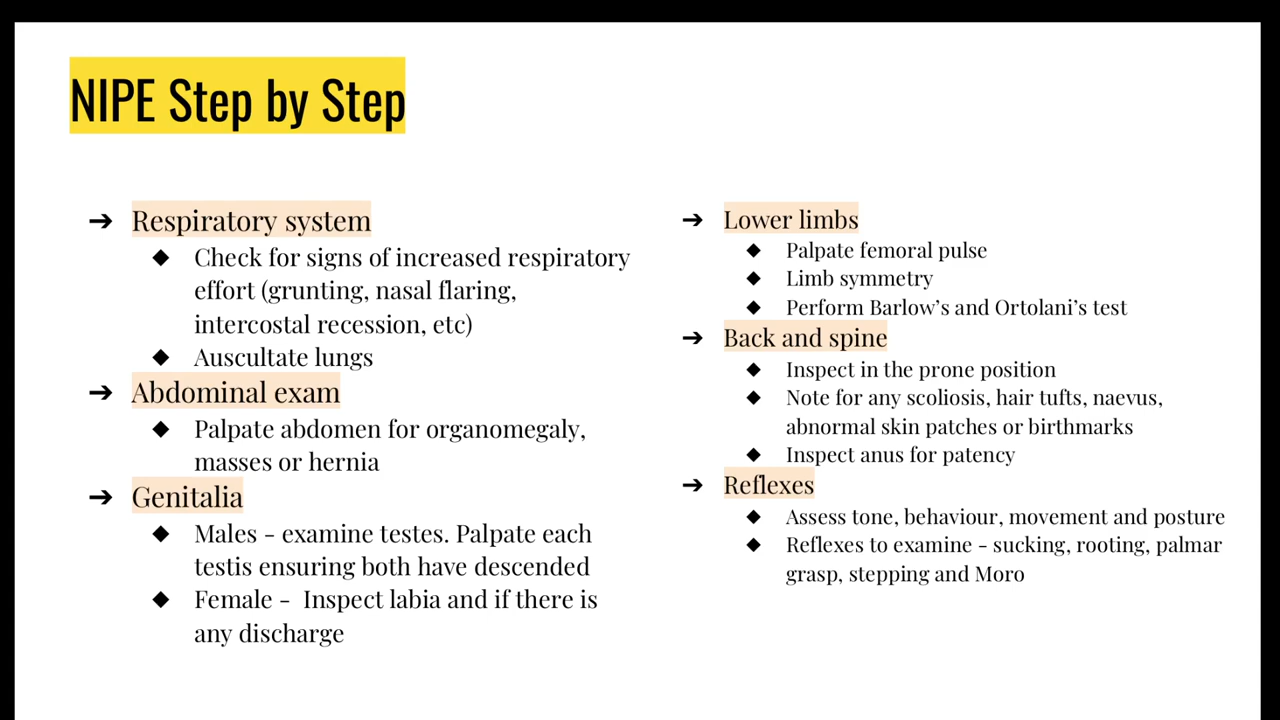 NIPE Step by Step
➔ Respiratory system
◆ Check for signs of increased respiratory
effort (grunting, nasal flaring,
intercostal recession, etc)
◆ Auscultate lungs
➔ Abdominal exam
◆ Palpate abdomen for organomegaly,
masses or hernia
➔ Genitalia
◆ Males - examine testes. Palpate each
testis ensuring both have descended
◆ Female - Inspect labia and if there is
any discharge
➔ Lower limbs
◆ Palpate femoral pulse
◆ Limb symmetry
◆ Perform Barlow’s and Ortolani’s test
➔ Back and spine
◆ Inspect in the prone position
◆ Note for any scoliosis, hair tufts, naevus,
abnormal skin patches or birthmarks
◆ Inspect anus for patency
➔ Reflexes
◆ Assess tone, behaviour, movement and posture
◆ Reflexes to examine - sucking, rooting, palmar
grasp, stepping and Moro